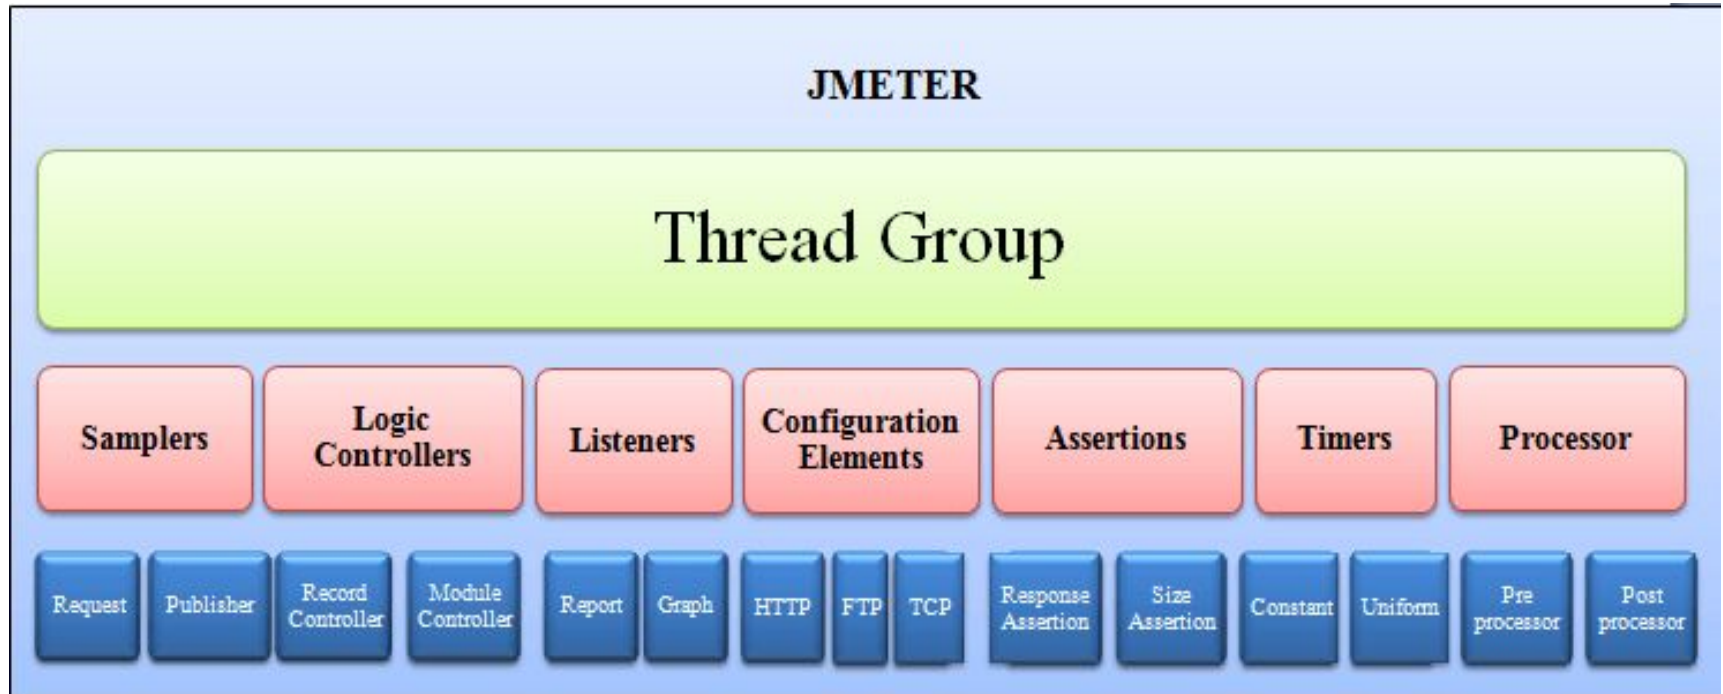 JMETER
Thread Group
Samplers
Logic
Controllers
Listeners
Configuration
Elements
Assertions
Timers
Processor
Request
Publisher
Record
Controller
Module
Controller
Report
Graph
HTTP
FTP
TCP
Response
Assertion
Size
Assertion
Constant
Uniform
Pre
processor
Post
processor